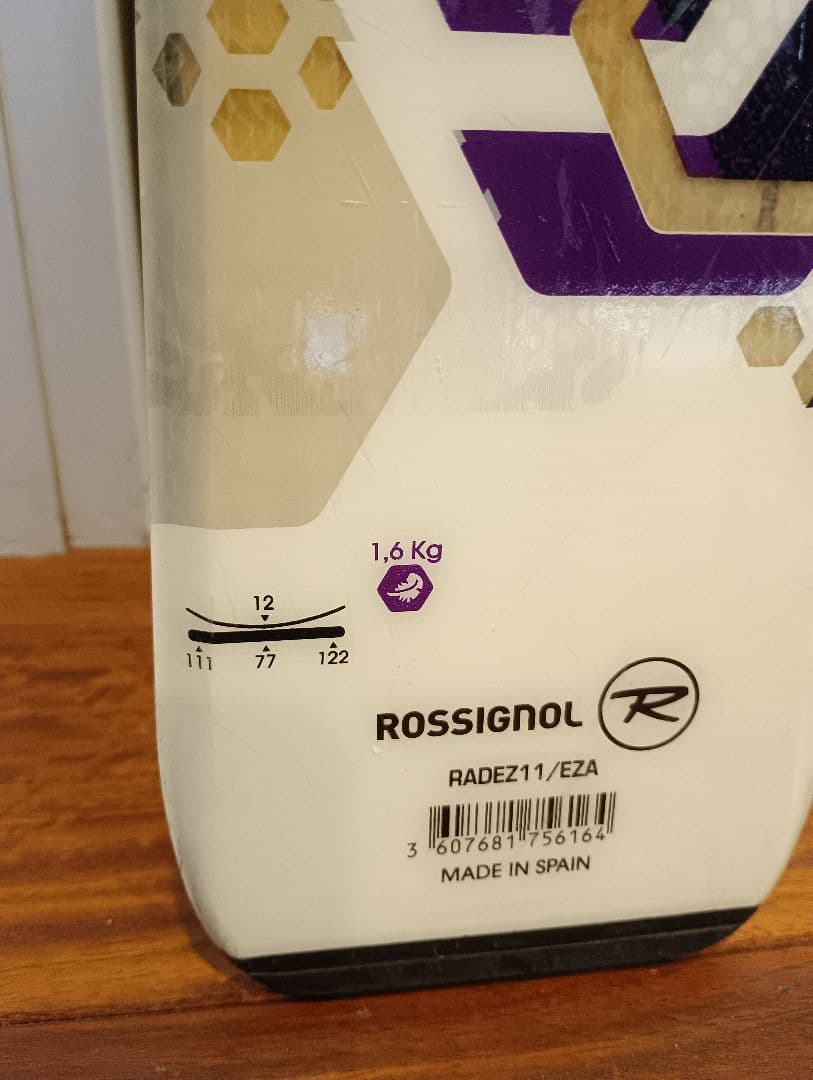 1,6 Kg
12
111 77 122
ROSSIGNOL R
RADEZ11/EZA
3 607681 756164
MADE IN SPAIN